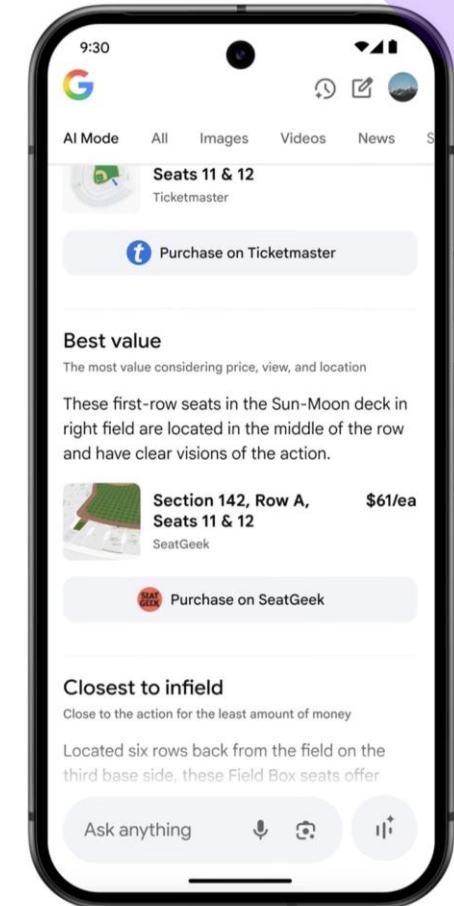 9:30
AI Mode All Images Videos News S
Seats 11 & 12
Ticketmaster
t Purchase on Ticketmaster
Best value
The most value considering price, view, and location
These first-row seats in the Sun-Moon deck in
right field are located in the middle of the row
and have clear visions of the action.
Section 142, Row A, $61/ea
Seats 11 & 12
SeatGeek
SEAT
GEEK
Purchase on SeatGeek
Closest to infield
Close to the action for the least amount of money
Located six rows back from the field on the
third base side, these Field Box seats offer
Ask anything